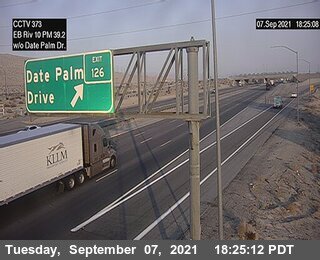 CCTV 373
EB Riv 10 PM 39.2
w/o Date Palm Dr.
07.Sep 2021 18:25:08
EXIT
126
Date Palm
Drive
KLLM
Tuesday, September 07, 2021 18:25:12 PDT